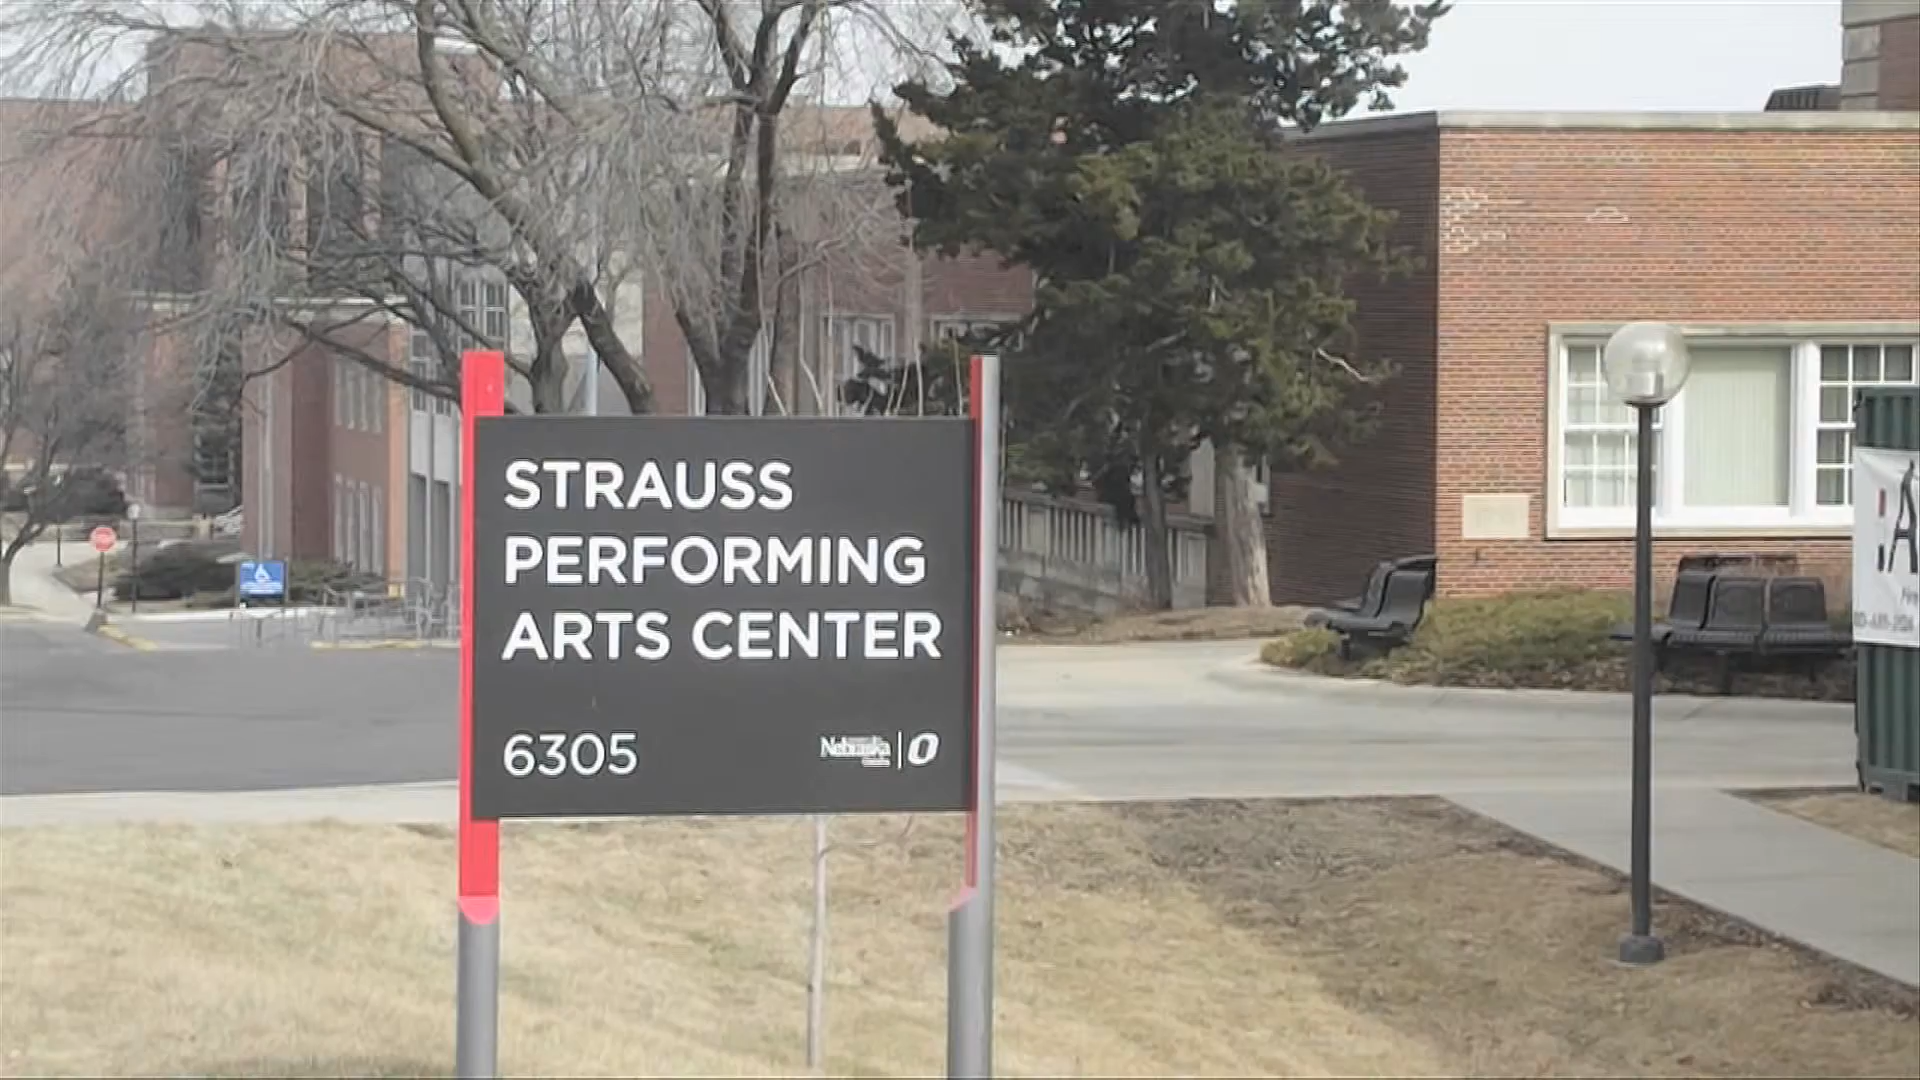 STRAUSS
PERFORMING
ARTS CENTER
6305
Nebraska | O